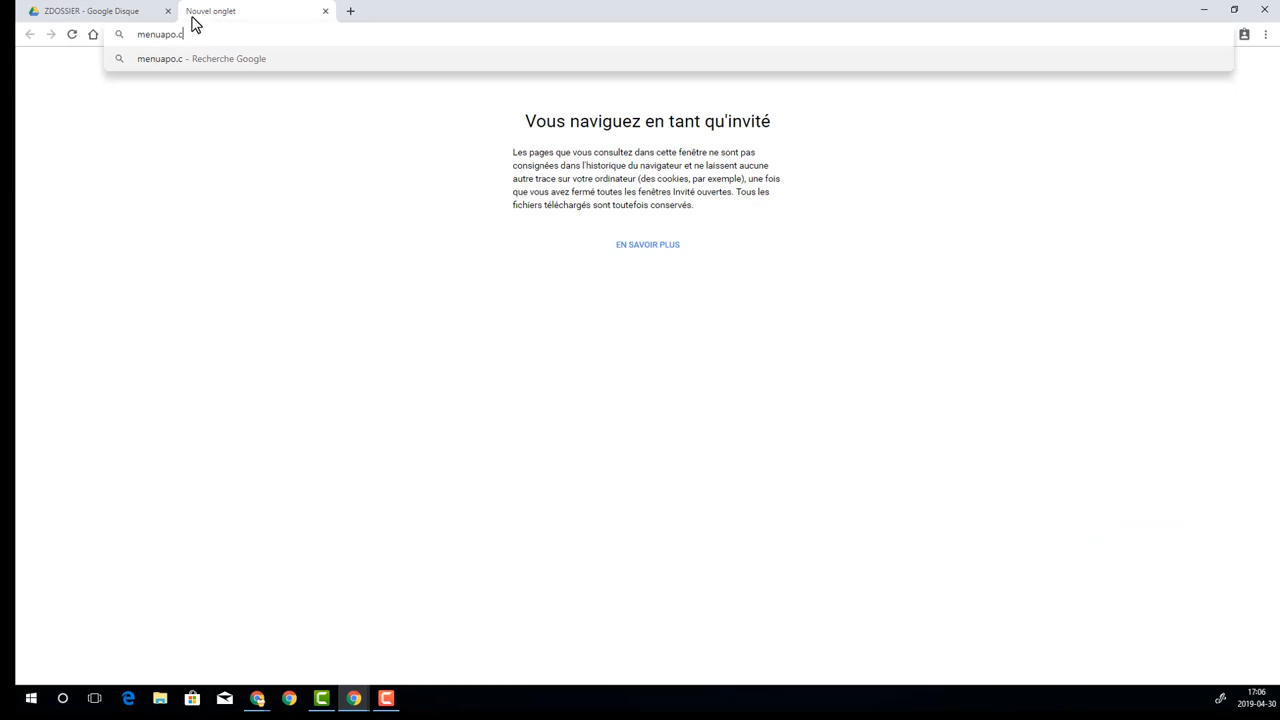 ZDOSSIER - Google Disque
Nouvel onglet
menuapo.c
menuapo.c - Recherche Google
Vous naviguez en tant qu'invité
Les pages que vous consultez dans cette fenêtre ne sont pas
consignées dans l'historique du navigateur et ne laissent aucune
autre trace sur votre ordinateur (des cookies, par exemple), une fois
que vous avez fermé toutes les fenêtres Invité ouvertes. Tous les
fichiers téléchargés sont toutefois conservés.
EN SAVOIR PLUS
17:06
2019-04-30